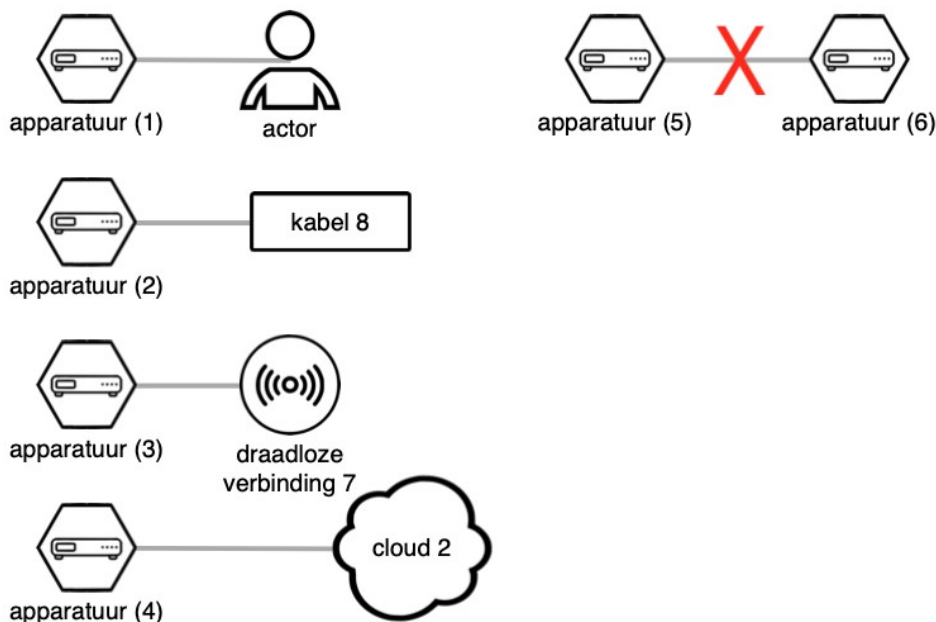 apparatuur (1)
actor
apparatuur (5)
apparatuur (6)
apparatuur (2)
kabel 8
apparatuur (3)
draadloze
verbinding 7
apparatuur (4)
cloud 2